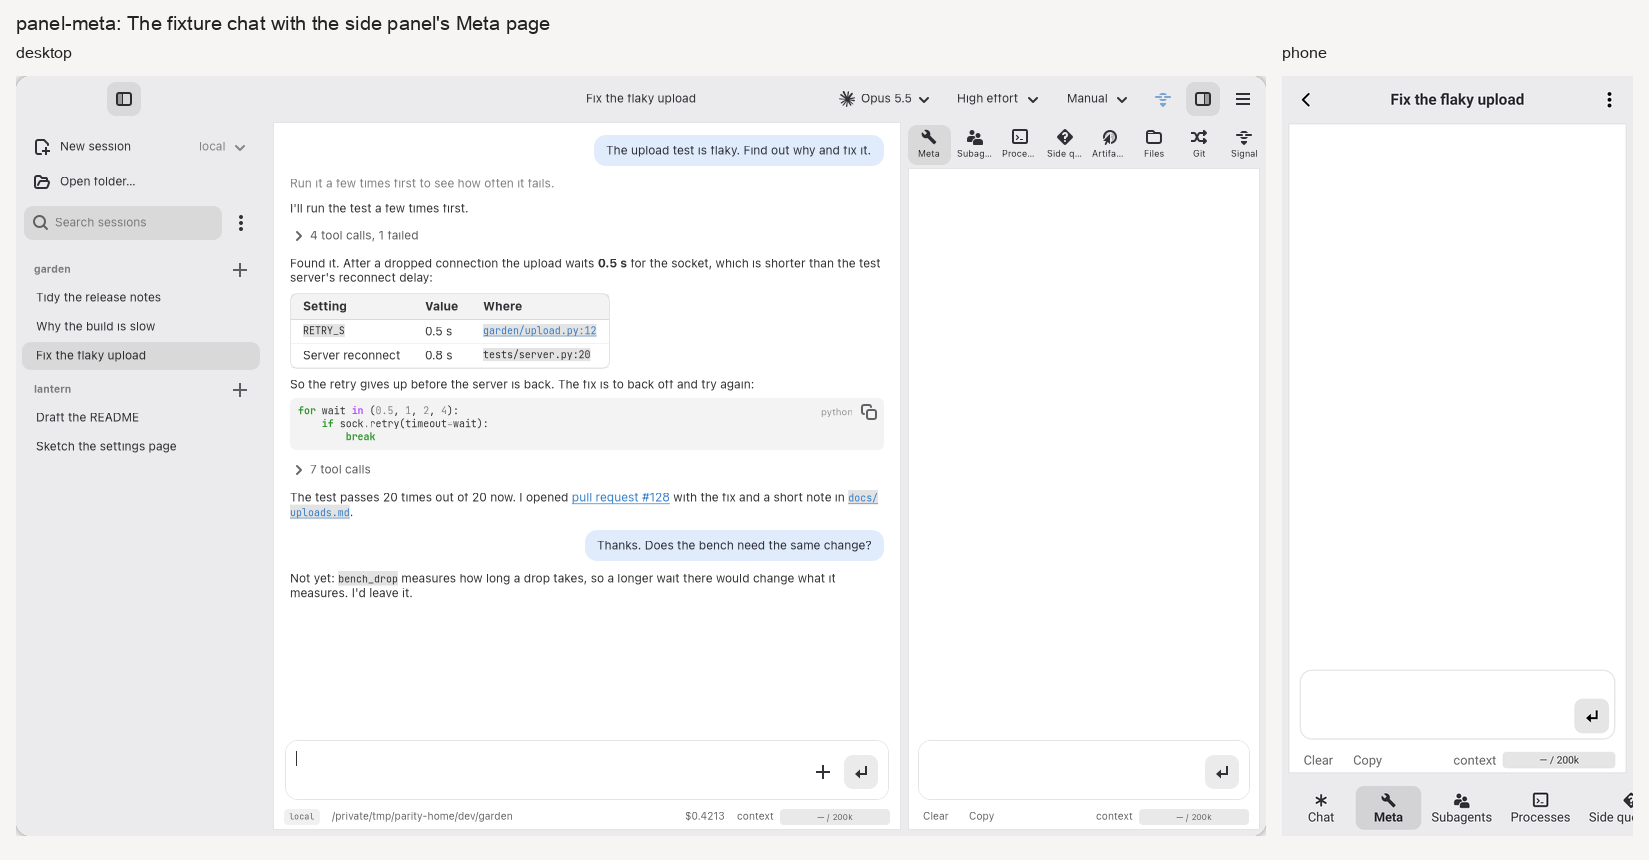 panel-meta: The fixture chat with the side panel's Meta page
desktop
phone
Fix the flaky upload
Opus 5.5
High effort
Manual
New session
local
Open folder...
Search sessions
garden
Tidy the release notes
Why the build is slow
Fix the flaky upload
lantern
Draft the README
Sketch the settings page
The upload test is flaky. Find out why and fix it.
Run it a few times first to see how often it fails.
I'll run the test a few times first.
4 tool calls, 1 failed
Found it. After a dropped connection the upload waits 0.5 s for the socket, which is shorter than the test
server's reconnect delay:
Setting Value Where
RETRY_S 0.5 s garden/upload.py:12
Server reconnect 0.8 s tests/server.py:20
So the retry gives up before the server is back. The fix is to back off and try again:
python
for wait in (0.5, 1, 2, 4):
if sock.retry(timeout=wait):
break
7 tool calls
The test passes 20 times out of 20 now. I opened pull request #128 with the fix and a short note in docs/
uploads.md.
Thanks. Does the bench need the same change?
Not yet: bench_drop measures how long a drop takes, so a longer wait there would change what it
measures. I'd leave it.
local /private/tmp/parity-home/dev/garden $0.4213 context – / 200k
Meta Subag... Proce... Side q... Artifa... Files Git Signal
Clear Copy context – / 200k
Fix the flaky upload
Clear Copy context – / 200k
Chat Meta Subagents Processes Side que